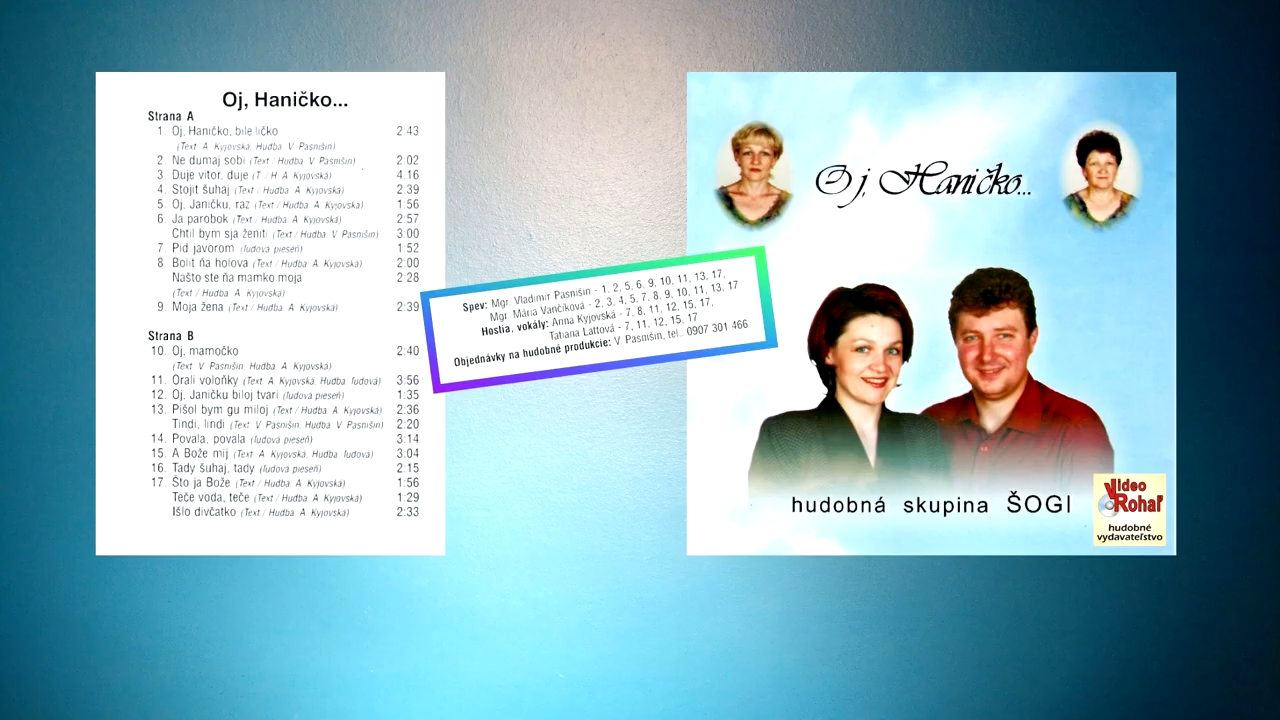 Oj, Haničko...
Strana A
1. Oj, Haničko, bile ličko 2:43
(Text A Kyjovská, Hudba V Pasnišin)
2. Ne dumaj sobi (Text / Hudba V Pasnišin) 2:02
3. Duje vitor, duje (T / H A Kyjovská) 4:16
4. Stojit šuhaj (Text / Hudba A Kyjovská) 2:39
5. Oj, Janičku, raz (Text / Hudba A Kyjovská) 1:56
6. Ja parobok (Text / Hudba A Kyjovská) 2:57
Chtil bym sja ženiti (Text / Hudba V Pasnišin) 3:00
7. Pid javorom (ľudová pieseň) 1:52
8. Bolit ňa holova (Text / Hudba A Kyjovská) 2:00
Našto ste ňa mamko moja 2:28
(Text / Hudba A Kyjovská)
9. Moja žena (Text / Hudba A Kyjovská) 2:39
Strana B
10. Oj, mamočko 2:40
(Text V Pasnišin Hudba A Kyjovská)
11. Orali voloňky (Text A Kyjovská, Hudba ľudová) 3:56
12. Oj, Janičku biloj tvari (ľudová pieseň) 1:35
13. Pišol bym gu miloj (Text / Hudba A Kyjovská) 2:36
Tindi, lindi (Text V Pasnišin, Hudba V Pasnišin) 2:20
14. Povala, povala (ľudová pieseň) 3:14
15. A Bože mij (Text A Kyjovská, Hudba ľudová) 3:04
16. Tady šuhaj, tady (ľudová pieseň) 2:15
17. Što ja Bože (Text / Hudba A Kyjovská) 1:56
Teče voda, teče (Text / Hudba A Kyjovská) 1:29
Išlo divčatko (Text / Hudba A Kyjovská) 2:33
Spev: Mgr. Vladimír Pasnišin - 1, 2, 5, 6, 9, 10, 11, 13, 17,
Mgr. Mária Vančíková - 2, 3, 4, 5, 7, 8, 9, 10, 11, 13, 17
Hostia, vokály: Anna Kyjovská - 7, 8, 11, 12, 15, 17,
Tatiana Lattová - 7, 11, 12, 15, 17
Objednávky na hudobné produkcie: V Pasnišin, tel.: 0907 301 466
Oj, Haničko...
hudobná skupina ŠOGI
Video
Rohaľ
hudobné
vydavateľstvo